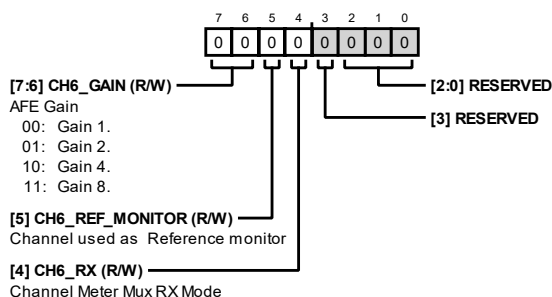 7 6 5 4 3 2 1 0
0 0 0 0 0 0 0 0
[7:6] CH6_GAIN (R/W)
AFE Gain
00: Gain 1.
01: Gain 2.
10: Gain 4.
11: Gain 8.
[5] CH6_REF_MONITOR (R/W)
Channel used as Reference monitor
[4] CH6_RX (R/W)
Channel Meter Mux RX Mode
[2:0] RESERVED
[3] RESERVED